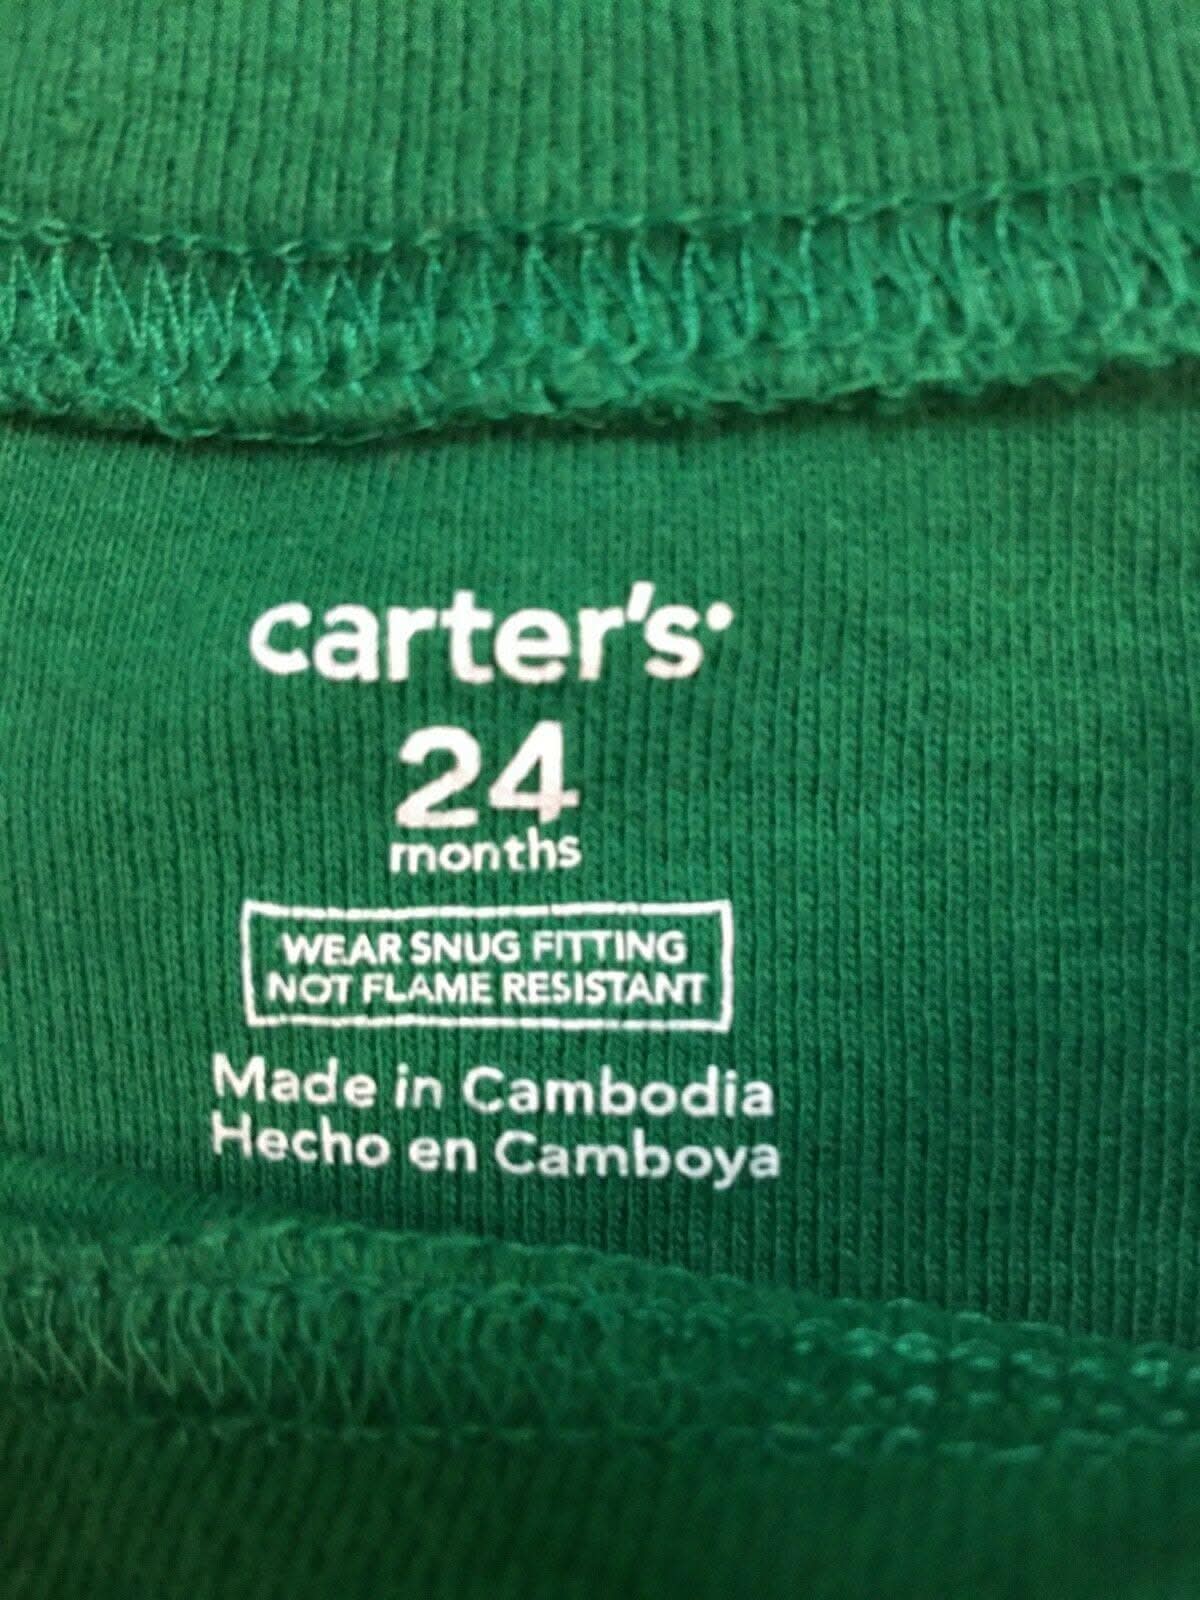 carter's
24
months
WEAR SNUG FITTING
NOT FLAME RESISTANT
Made in Cambodia
Hecho en Camboya